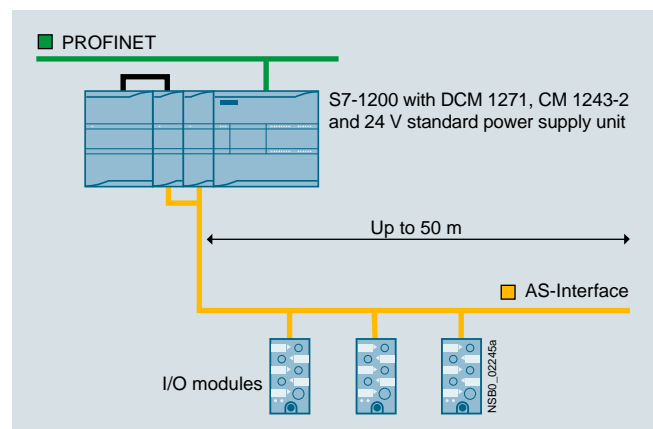 PROFINET
S7-1200 with DCM 1271, CM 1243-2
and 24 V standard power supply unit
Up to 50 m
AS-Interface
I/O modules
NSB0_02245a